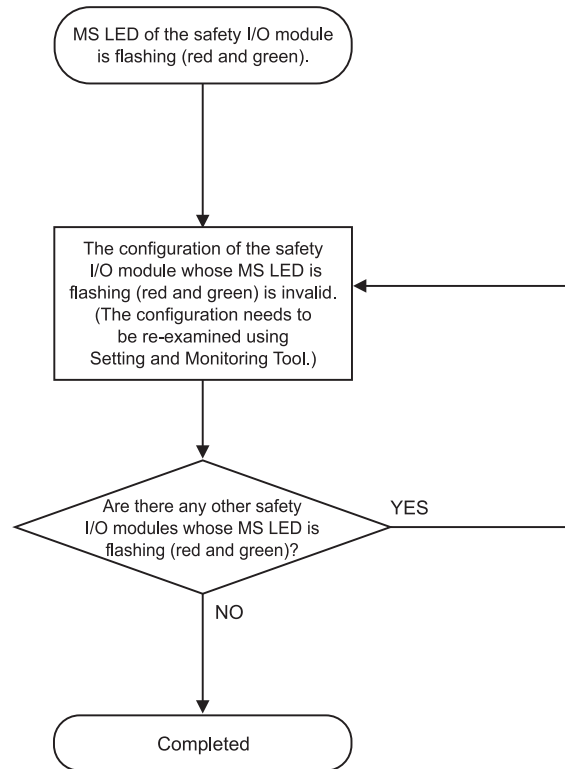 MS LED of the safety I/O module
is flashing (red and green).
The configuration of the safety
I/O module whose MS LED is
flashing (red and green) is invalid.
(The configuration needs to
be re-examined using
Setting and Monitoring Tool.)
Are there any other safety
I/O modules whose MS LED is
flashing (red and green)?
YES
NO
Completed